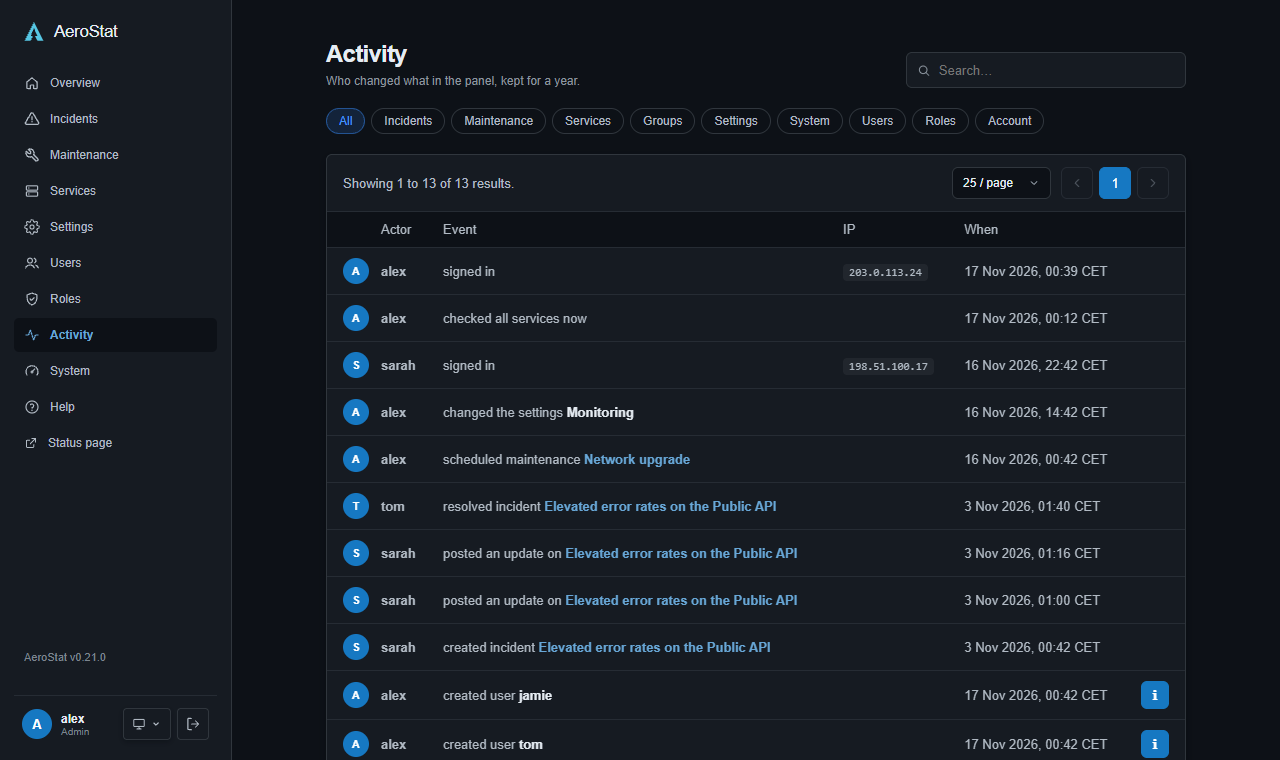 AeroStat
Overview
Incidents
Maintenance
Services
Settings
Users
Roles
Activity
System
Help
Status page
AeroStat v0.21.0
A alex
Admin
Activity
Who changed what in the panel, kept for a year.
Search...
All Incidents Maintenance Services Groups Settings System Users Roles Account
Showing 1 to 13 of 13 results. 25 / page 1
Actor Event IP When
A alex signed in 203.0.113.24 17 Nov 2026, 00:39 CET
A alex checked all services now 17 Nov 2026, 00:12 CET
S sarah signed in 198.51.100.17 16 Nov 2026, 22:42 CET
A alex changed the settings Monitoring 16 Nov 2026, 14:42 CET
A alex scheduled maintenance Network upgrade 16 Nov 2026, 00:42 CET
T tom resolved incident Elevated error rates on the Public API 3 Nov 2026, 01:40 CET
S sarah posted an update on Elevated error rates on the Public API 3 Nov 2026, 01:16 CET
S sarah posted an update on Elevated error rates on the Public API 3 Nov 2026, 01:00 CET
S sarah created incident Elevated error rates on the Public API 3 Nov 2026, 00:42 CET
A alex created user jamie 17 Nov 2026, 00:42 CET i
A alex created user tom 17 Nov 2026, 00:42 CET i